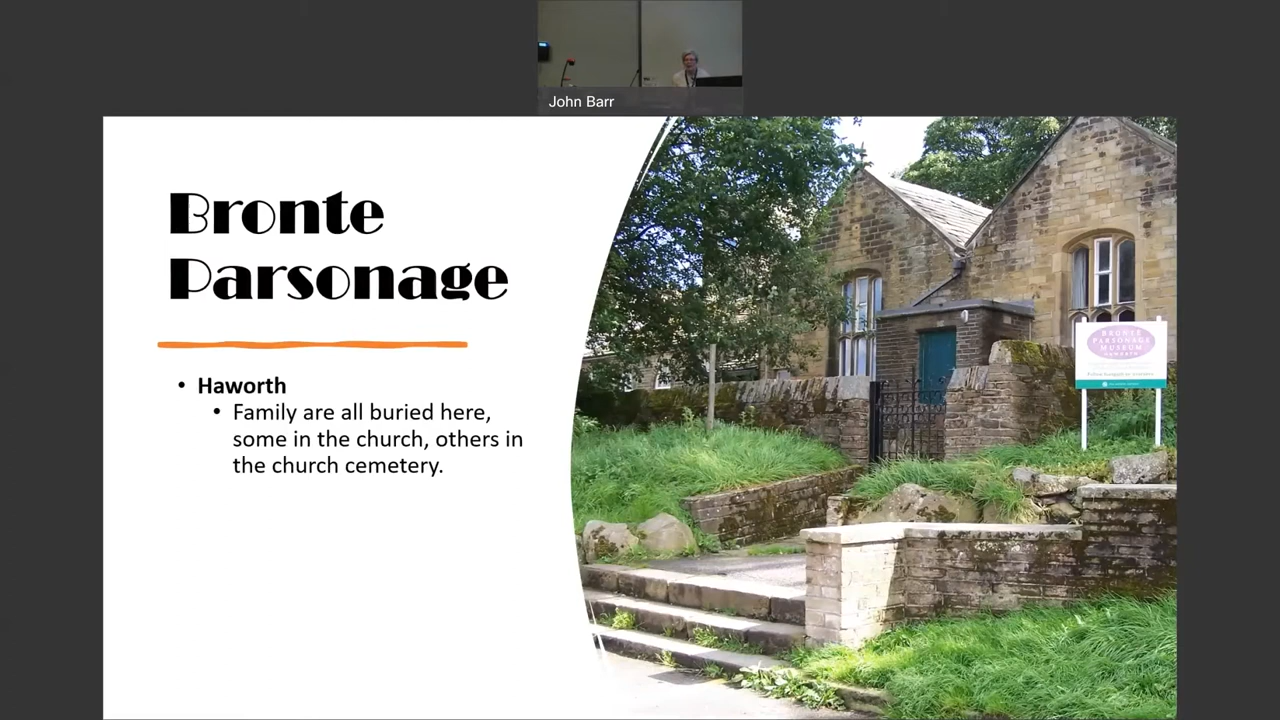 John Barr
Bronte
Parsonage
• Haworth
• Family are all buried here,
some in the church, others in
the church cemetery.
BRONTË
PARSONAGE
MUSEUM
HAWORTH